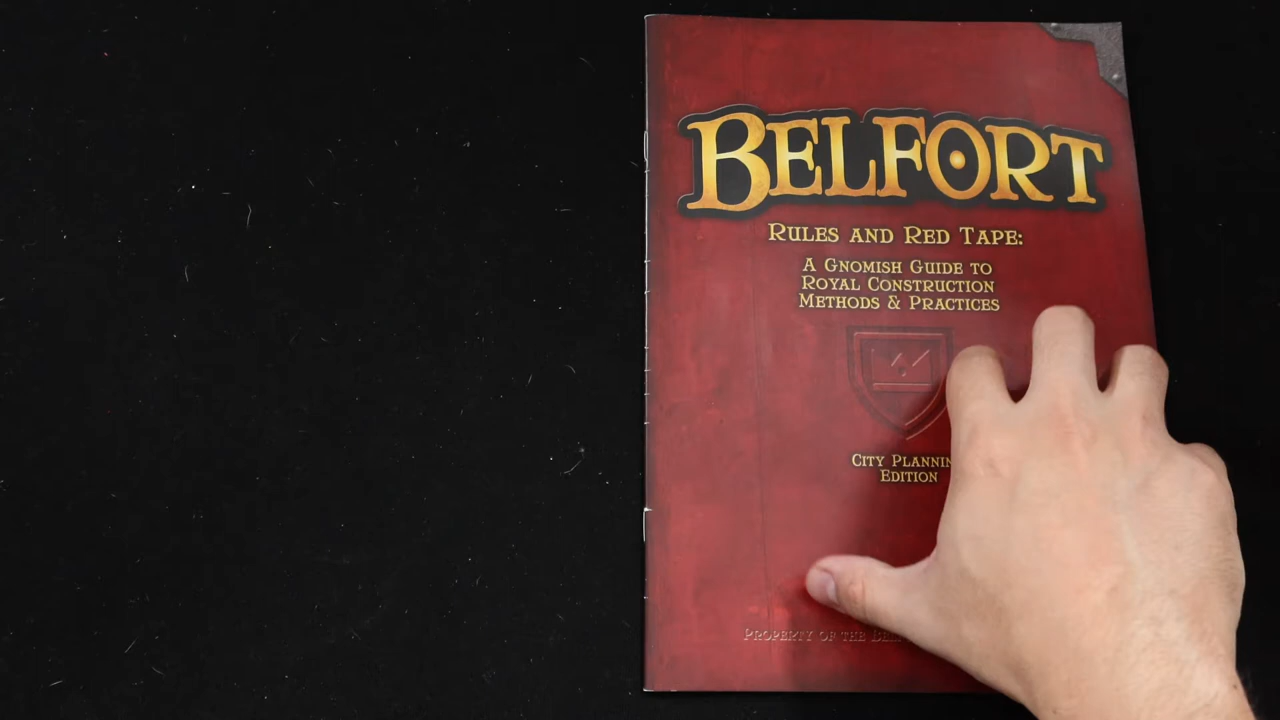 BELFORT
RULES AND RED TAPE:
A GNOMISH GUIDE TO
ROYAL CONSTRUCTION
METHODS & PRACTICES
CITY PLANNIN
EDITION
PROPERTY OF THE